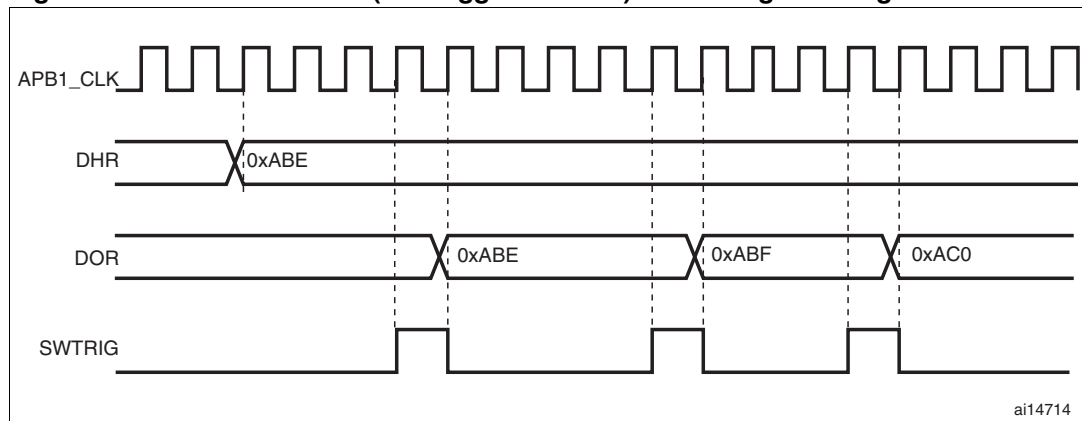 APB1_CLK
DHR
0xABE
DOR
0xABE
0xABF
0xAC0
SWTRIG
ai14714